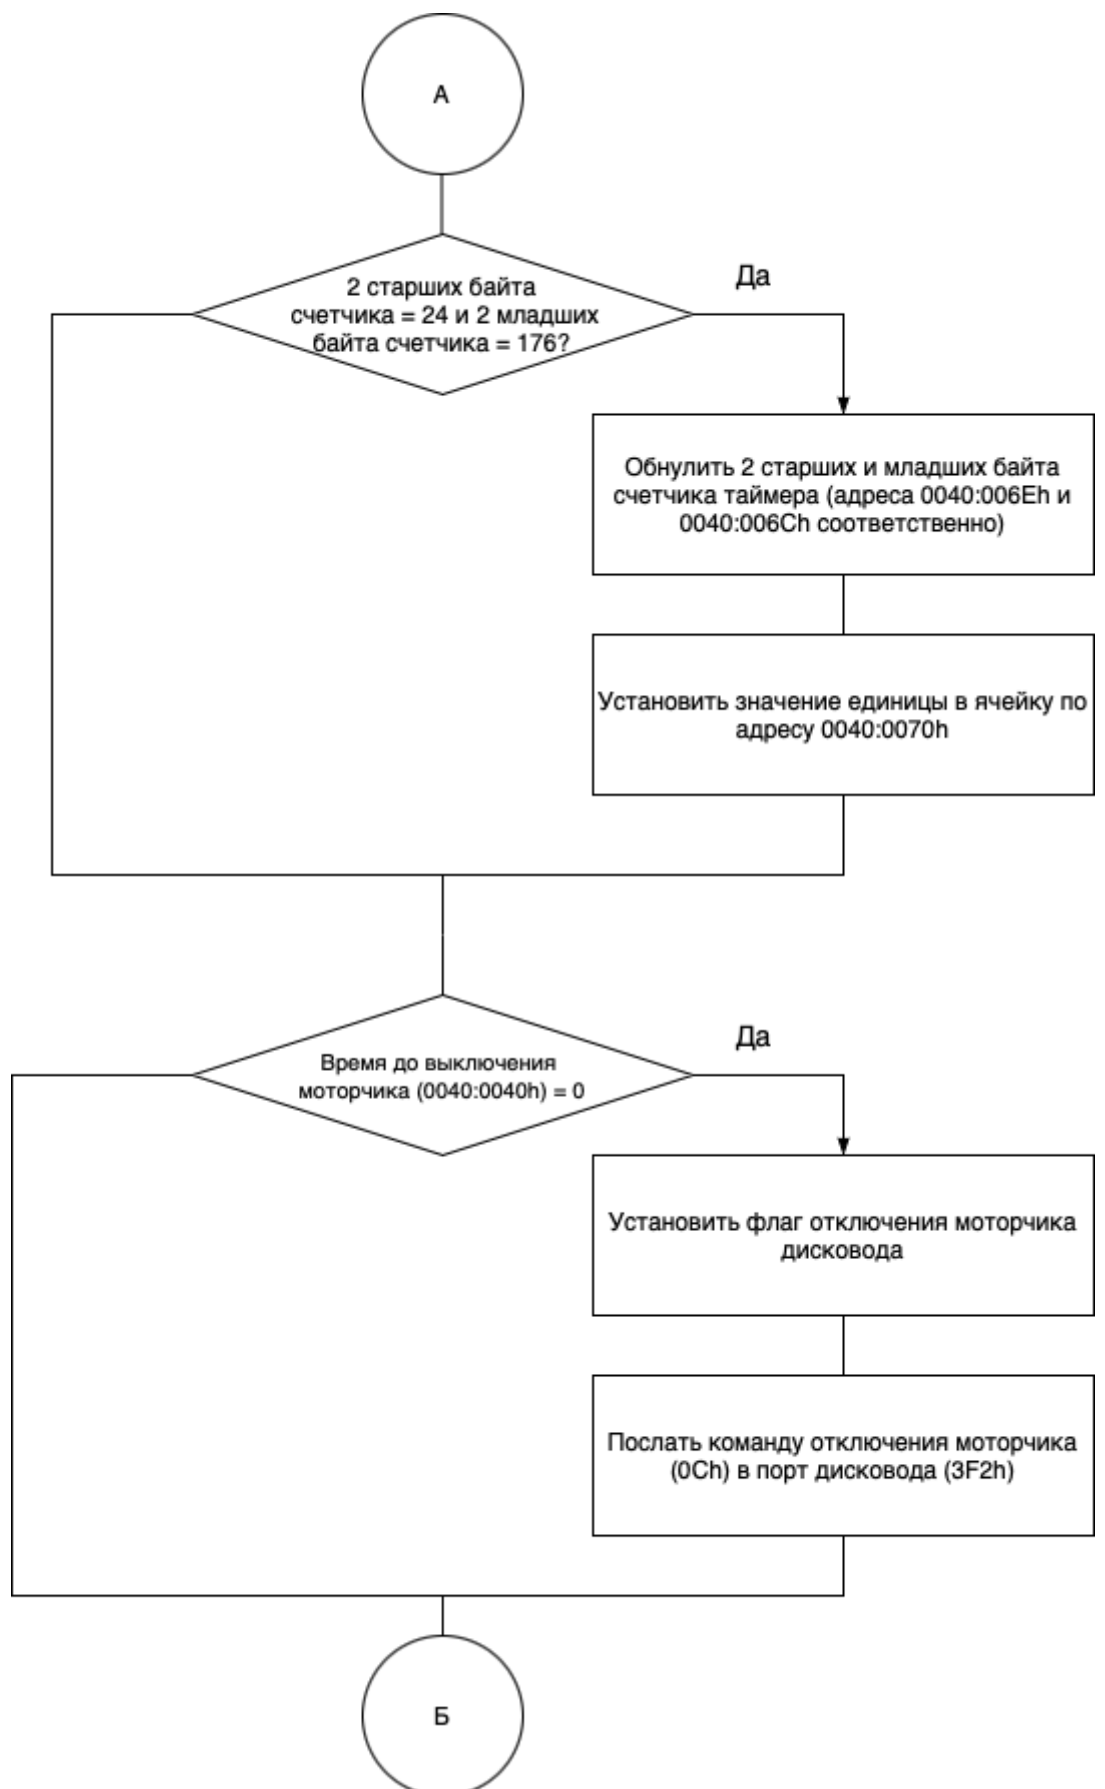 А
Да
2 старших байта
счетчика = 24 и 2 младших
байта счетчика = 176?
Обнулить 2 старших и младших байта
счетчика таймера (адреса 0040:006Eh и
0040:006Ch соответственно)
Установить значение единицы в ячейку по
адресу 0040:0070h
Да
Время до выключения
моторчика (0040:0040h) = 0
Установить флаг отключения моторчика
дисковода
Послать команду отключения моторчика
(0Ch) в порт дисковода (3F2h)
Б